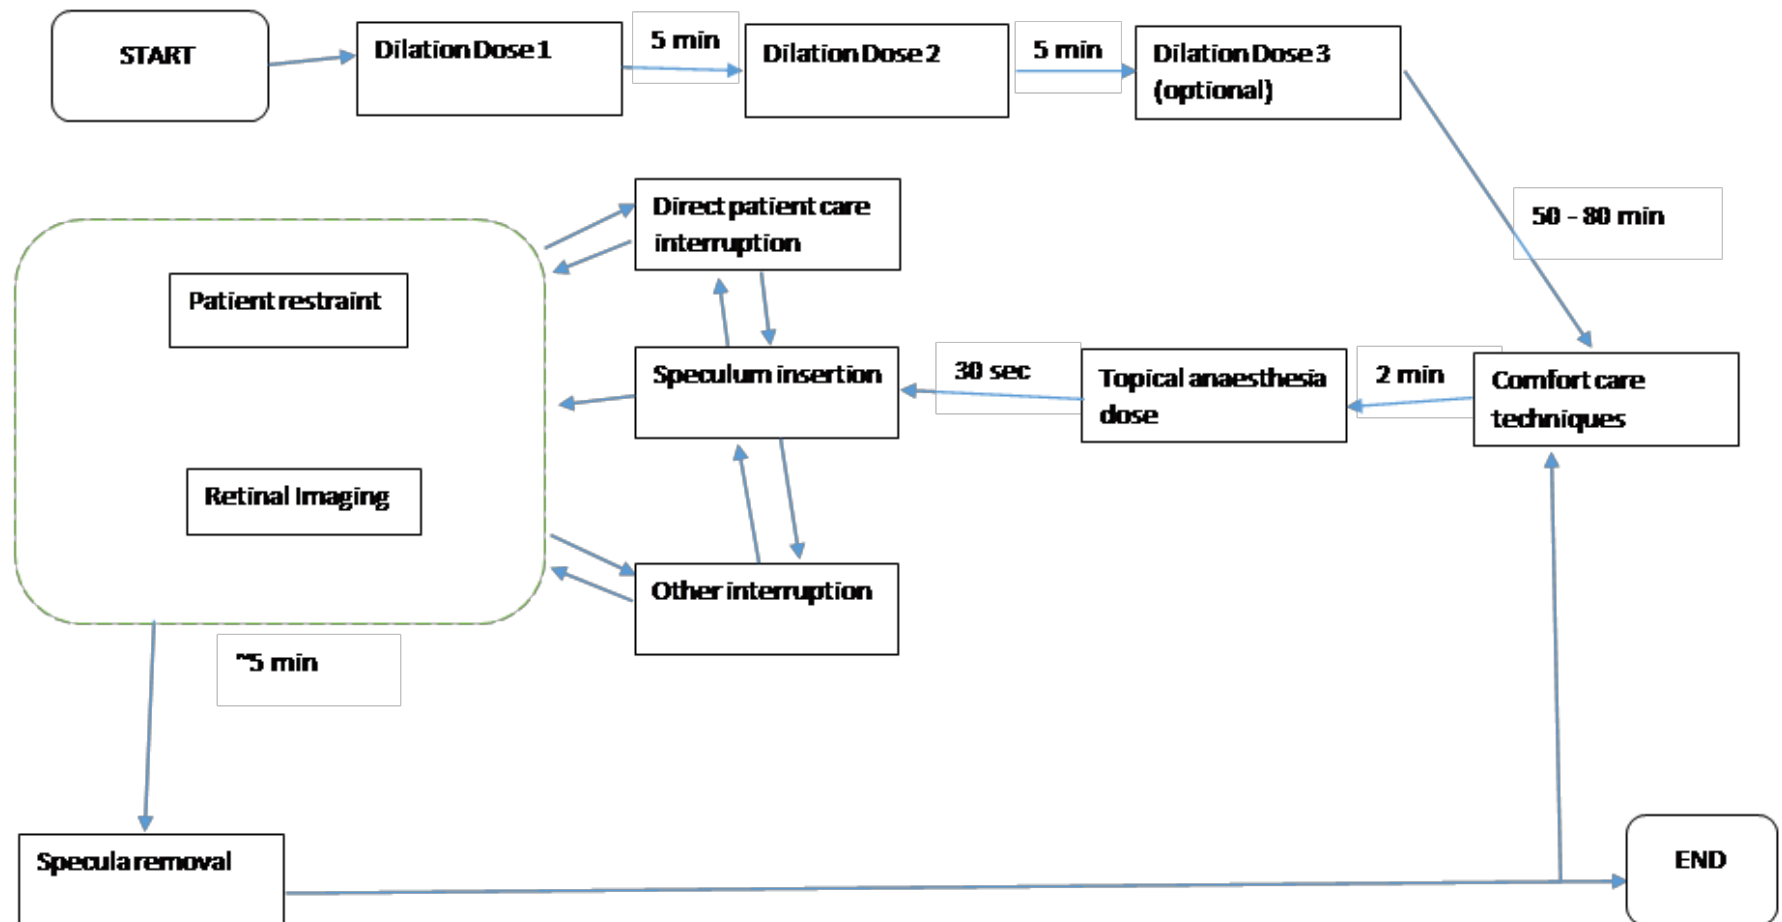 START
Dilation Dose 1
5 min
Dilation Dose 2
5 min
Dilation Dose 3
(optional)
50 - 80 min
Direct patient care
interruption
Patient restraint
Speculum insertion
30 sec
Topical anaesthesia
dose
2 min
Comfort care
techniques
Retinal Imaging
Other interruption
~5 min
Specula removal
END